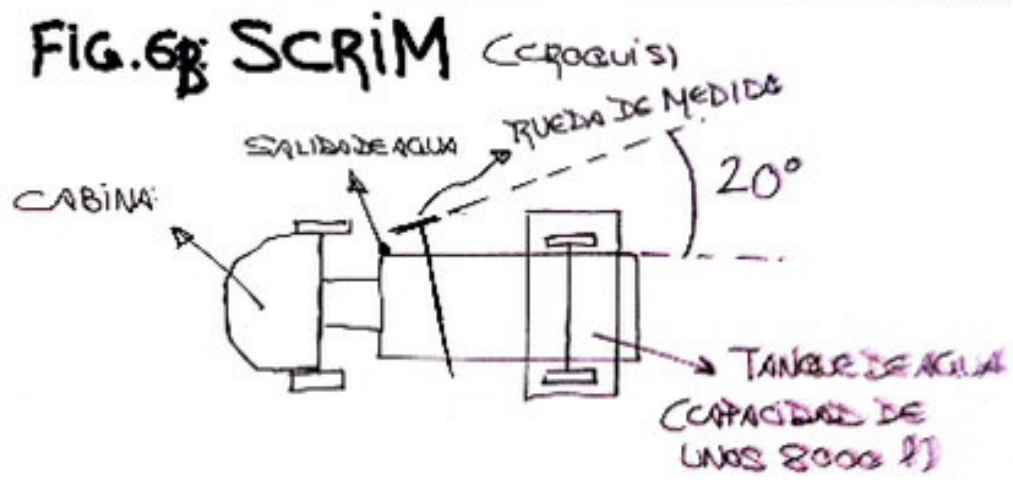 FIG.6B: SCRIM (CROQUIS)
RUEDA DE MEDIDA
SALIDA DE AGUA
20°
CABINA
TANQUE DE AGUA
(CAPACIDAD DE
UNOS 8000 l)